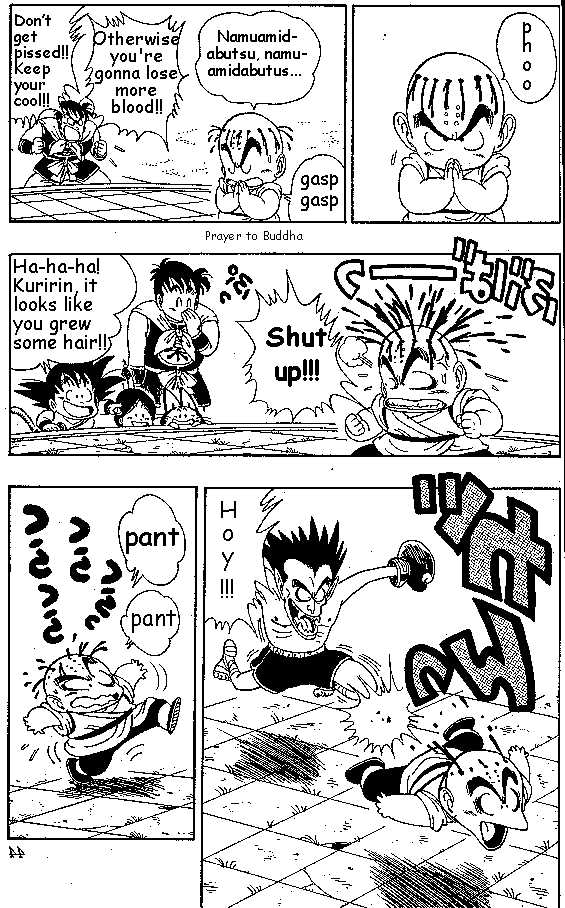 Don't
get
pissed!!
Keep
your
cool!!!
Otherwise
you're
gonna lose
more
blood!!
Namuamid-
abutsu, namu-
amidabutus...
gasp
gasp
phoo
Prayer to Buddha
Ha-ha-ha!
Kuririn, it
looks like
you grew
some hair!!
Shut
up!!!
pant
pant
Hoy!!!
44